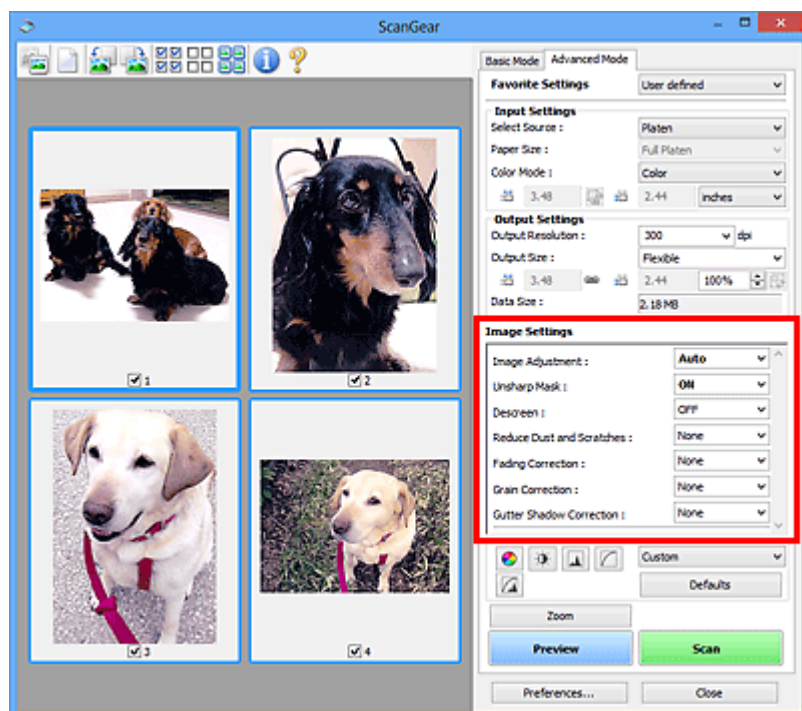 ScanGear
Basic Mode Advanced Mode
Favorite Settings User defined
Input Settings
Select Source : Platen
Paper Size : Full Platen
Color Mode : Color
3.48 2.44 inches
Output Settings
Output Resolution : 300 dpi
Output Size : Flexible
3.48 2.44 100%
Data Size : 2.18 MB
Image Settings
Image Adjustment : Auto
Unsharp Mask : ON
Descreen : OFF
Reduce Dust and Scratches : None
Fading Correction : None
Grain Correction : None
Gutter Shadow Correction : None
Custom
Defaults
Zoom
Preview Scan
Preferences... Close
1
2
3
4